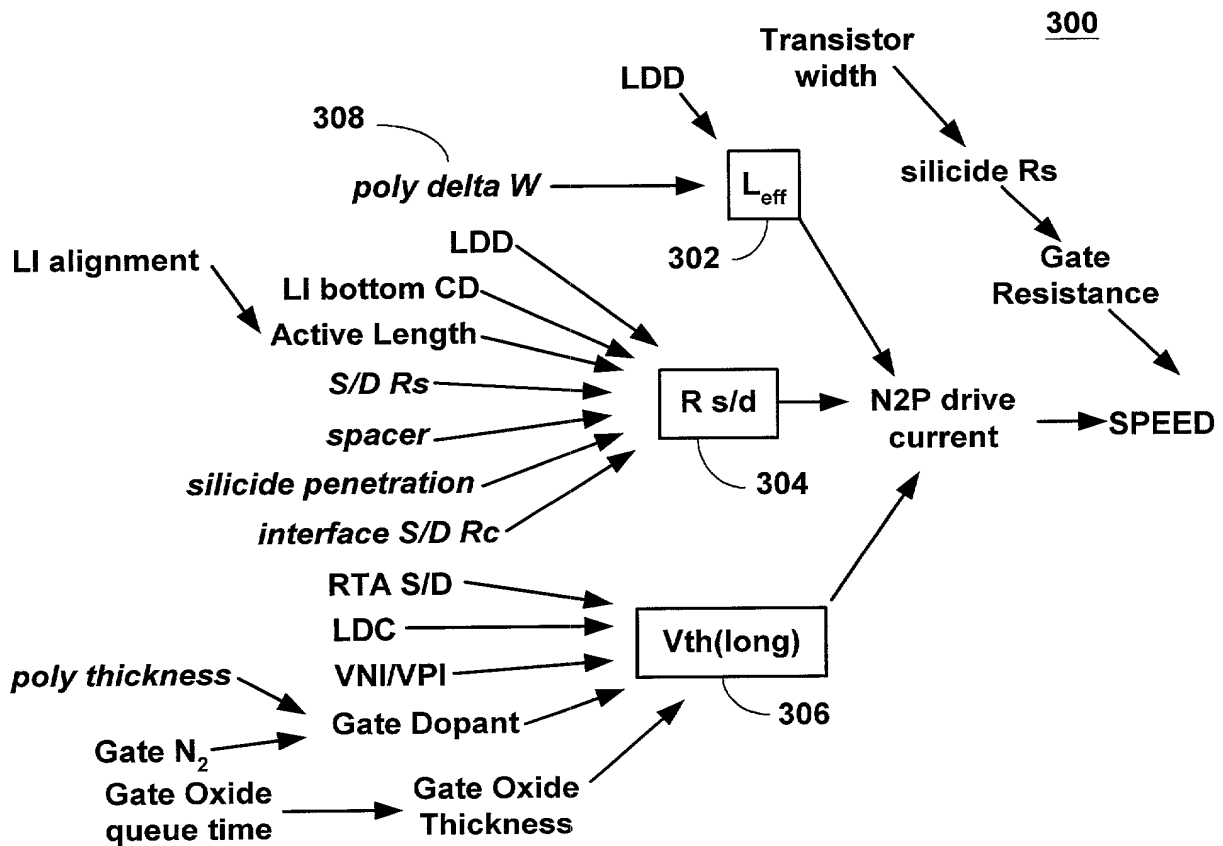 300
Transistor
width
LDD
308
silicide Rs
poly delta W
Leff
LDD
302
LI alignment
Gate
Resistance
LI bottom CD
Active Length
S/D Rs
R s/d
N2P drive
current
SPEED
spacer
silicide penetration
304
interface S/D Rc
RTA S/D
LDC
Vth(long)
VNI/VPI
poly thickness
Gate Dopant
306
Gate N2
Gate Oxide
queue time
Gate Oxide
Thickness